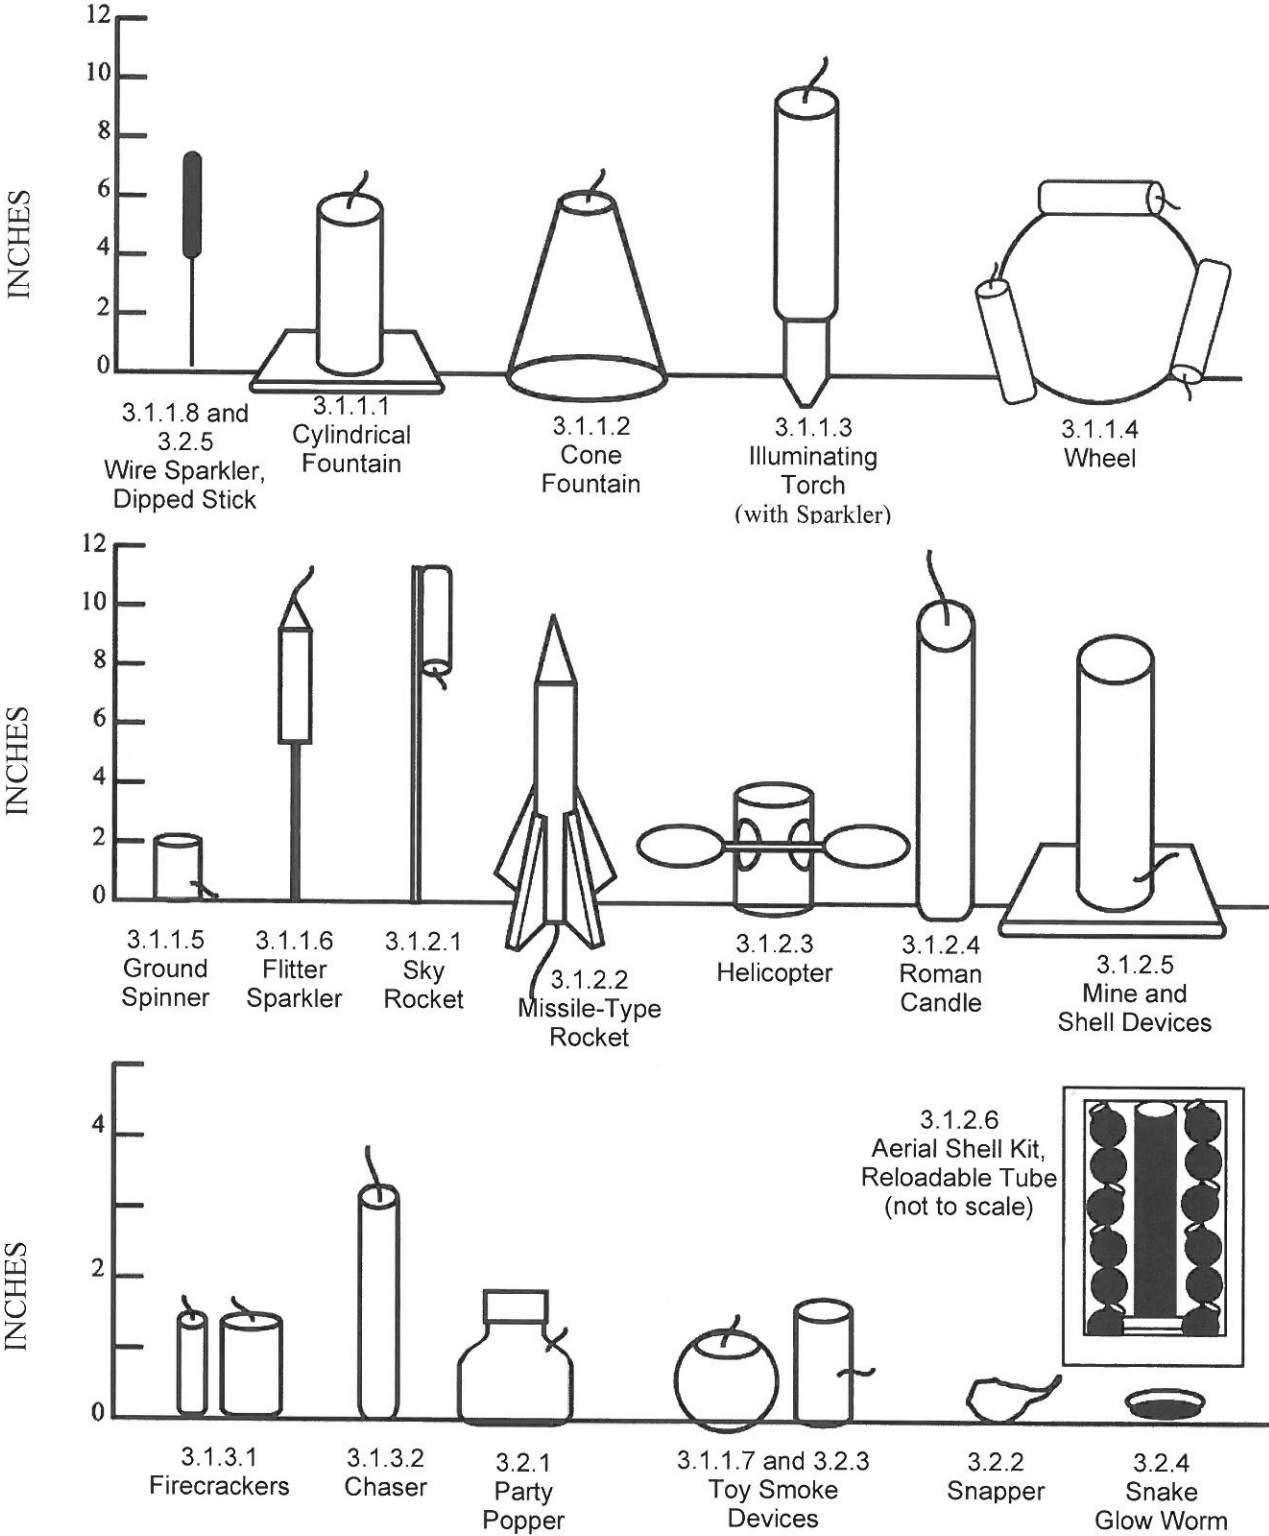 12
10
8
6
4
2
0
INCHES
3.1.1.8 and
3.2.5
Wire Sparkler,
Dipped Stick
3.1.1.1
Cylindrical
Fountain
3.1.1.2
Cone
Fountain
3.1.1.3
Illuminating
Torch
(with Sparkler)
3.1.1.4
Wheel
12
10
8
6
4
2
0
INCHES
3.1.1.5
Ground
Spinner
3.1.1.6
Flitter
Sparkler
3.1.2.1
Sky
Rocket
3.1.2.2
Missile-Type
Rocket
3.1.2.3
Helicopter
3.1.2.4
Roman
Candle
3.1.2.5
Mine and
Shell Devices
4
2
0
INCHES
3.1.2.6
Aerial Shell Kit,
Reloadable Tube
(not to scale)
3.1.3.1
Firecrackers
3.1.3.2
Chaser
3.2.1
Party
Popper
3.1.1.7 and 3.2.3
Toy Smoke
Devices
3.2.2
Snapper
3.2.4
Snake
Glow Worm